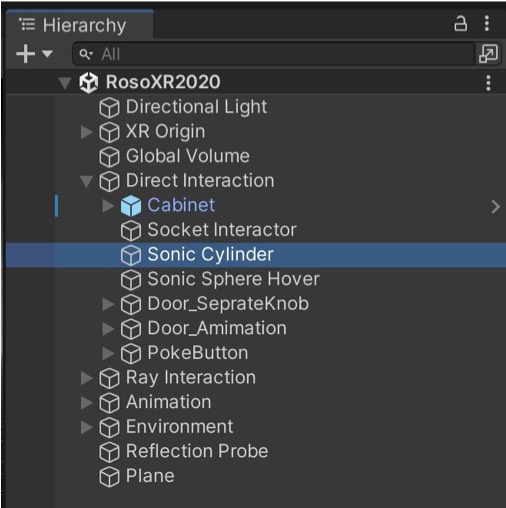 Hierarchy
All
RosoXR2020
Directional Light
XR Origin
Global Volume
Direct Interaction
Cabinet
Socket Interactor
Sonic Cylinder
Sonic Sphere Hover
Door_SeprateKnob
Door_Amimation
PokeButton
Ray Interaction
Animation
Environment
Reflection Probe
Plane